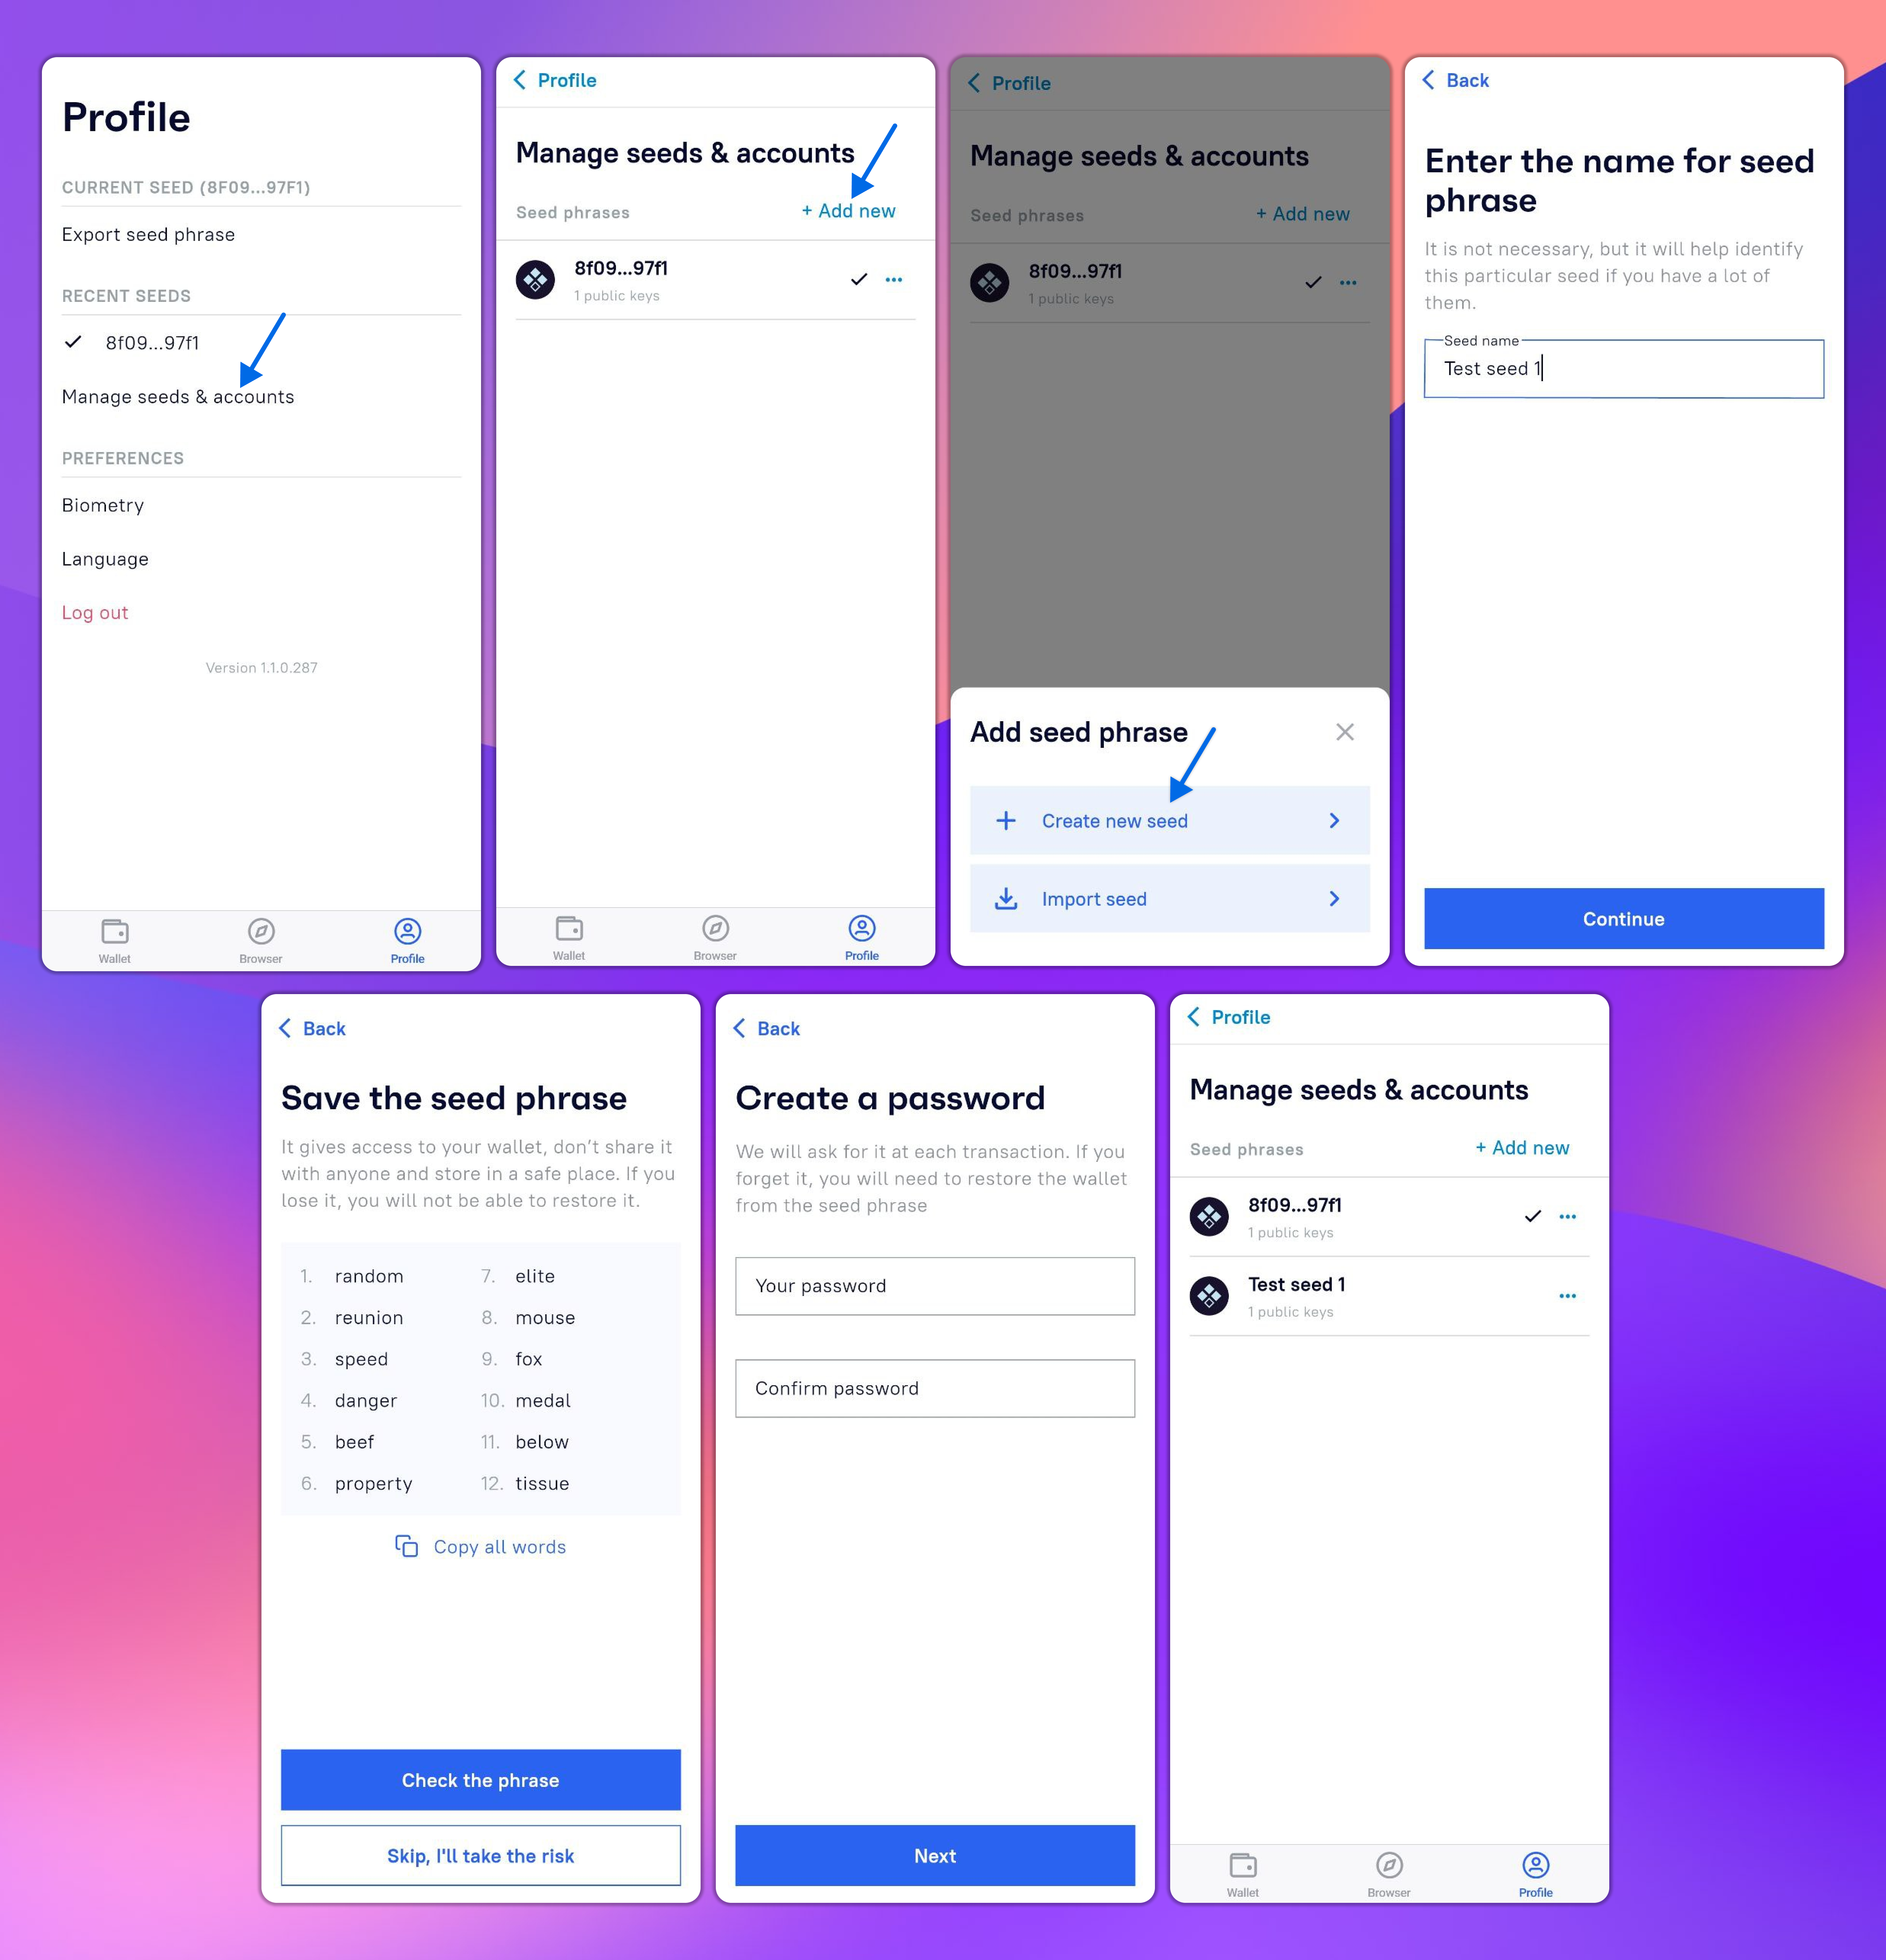 Profile
CURRENT SEED (8F09...97F1)
Export seed phrase
RECENT SEEDS
8f09...97f1
Manage seeds & accounts
PREFERENCES
Biometry
Language
Log out
Version 1.1.0.287
Wallet
Browser
Profile
Profile
Manage seeds & accounts
Seed phrases
+ Add new
8f09...97f1
1 public keys
Wallet
Browser
Profile
Profile
Manage seeds & accounts
Seed phrases
+ Add new
8f09...97f1
1 public keys
Add seed phrase
Create new seed
Import seed
Back
Enter the name for seed
phrase
It is not necessary, but it will help identify
this particular seed if you have a lot of
them.
Seed name
Test seed 1
Continue
Back
Save the seed phrase
It gives access to your wallet, don't share it
with anyone and store in a safe place. If you
lose it, you will not be able to restore it.
1. random
2. reunion
3. speed
4. danger
5. beef
6. property
7. elite
8. mouse
9. fox
10. medal
11. below
12. tissue
Copy all words
Check the phrase
Skip, I'll take the risk
Back
Create a password
We will ask for it at each transaction. If you
forget it, you will need to restore the wallet
from the seed phrase
Your password
Confirm password
Next
Profile
Manage seeds & accounts
Seed phrases
+ Add new
8f09...97f1
1 public keys
Test seed 1
1 public keys
Wallet
Browser
Profile